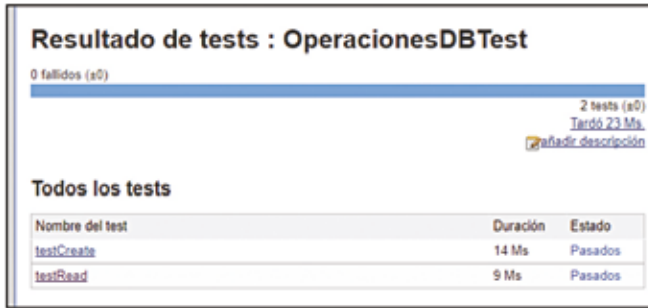 Resultado de tests : OperacionesDBTest
0 fallidos (±0)
2 tests (±0)
Tardó 23 Ms.
añadir descripción
Todos los tests
Nombre del test Duración Estado
testCreate 14 Ms Pasados
testRead 9 Ms Pasados